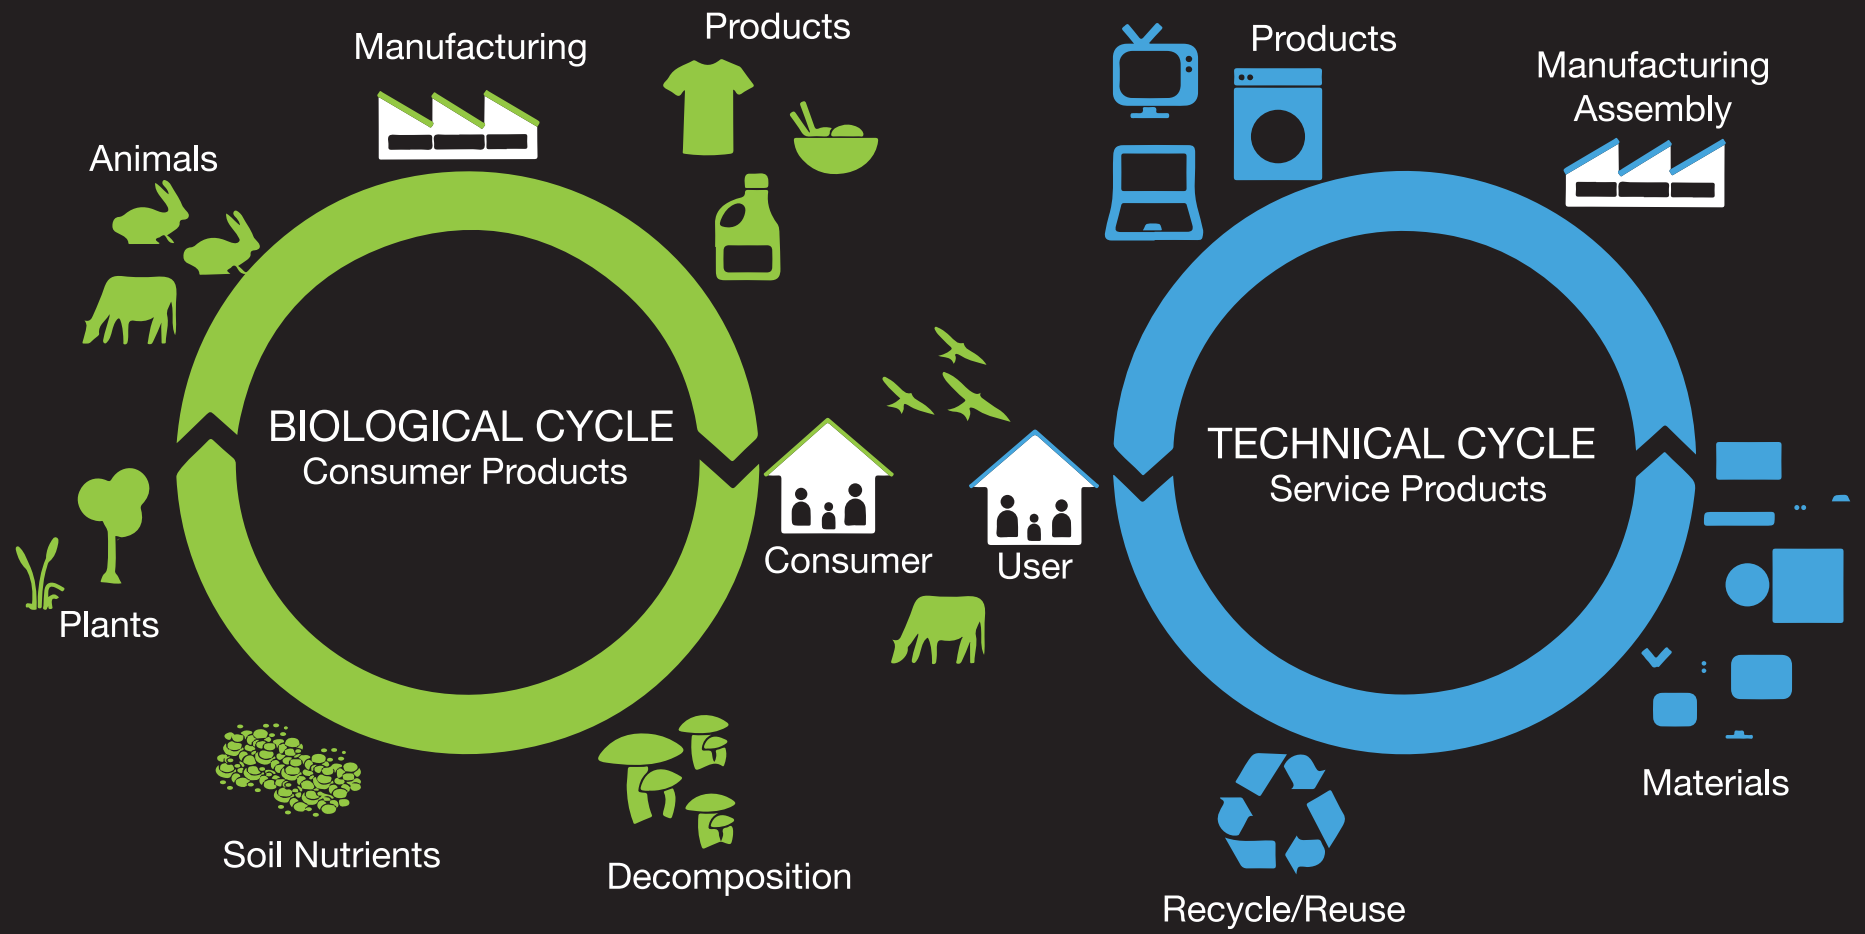 Manufacturing
Products
Animals
BIOLOGICAL CYCLE
Consumer Products
Consumer
Plants
Soil Nutrients
Decomposition
Products
Manufacturing
Assembly
TECHNICAL CYCLE
Service Products
User
Materials
Recycle/Reuse